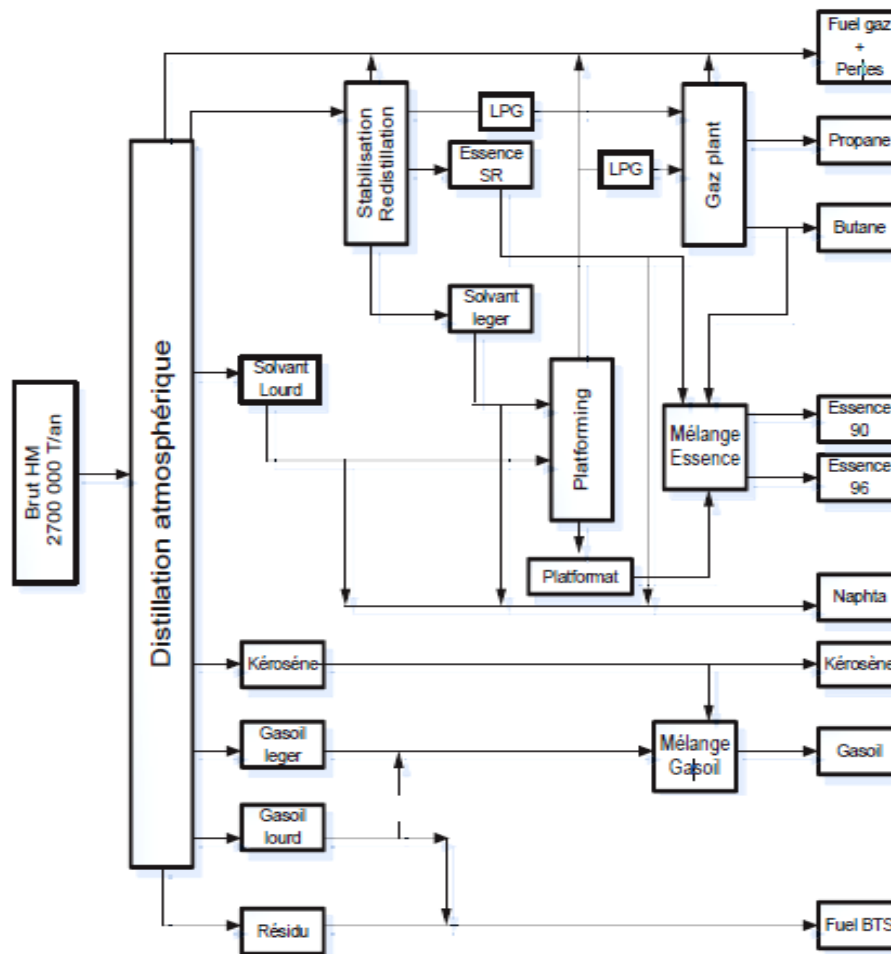 Fuel gaz
+
Pertes
LPG
Propane
Stabilisation
Redistillation
Essence
SR
LPG
Gaz plant
Butane
Solvant
leger
Distillation atmosphérique
Solvant
Lourd
Brut HM
2700 000 T/an
Platforming
Mélange
Essence
Essence
90
Essence
96
Platformat
Naphta
Kéroséne
Kérosène
Gasoil
leger
Mélange
Gasoil
Gasoil
Gasoil
lourd
Résidu
Fuel BTS